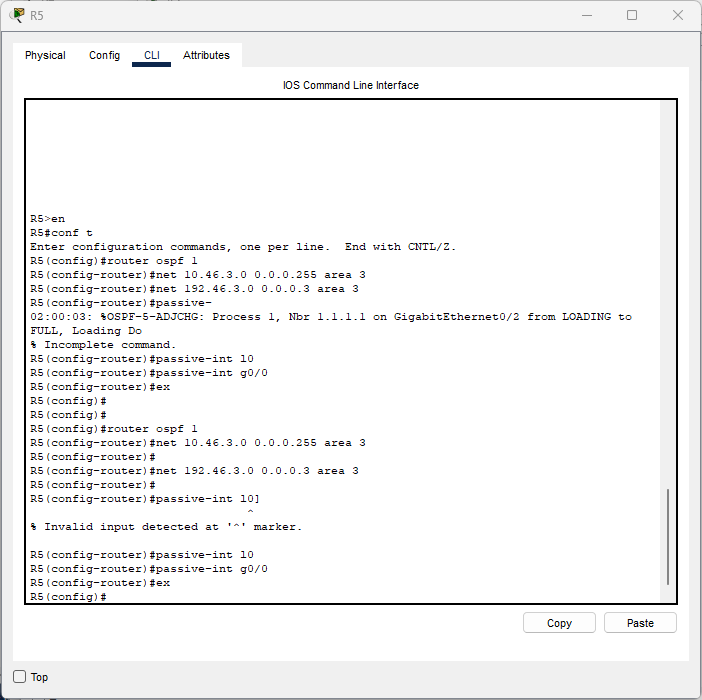 R5
Physical Config CLI Attributes
IOS Command Line Interface
R5>en
R5#conf t
Enter configuration commands, one per line.  End with CNTL/Z.
R5(config)#router ospf 1
R5(config-router)#net 10.46.3.0 0.0.0.255 area 3
R5(config-router)#net 192.46.3.0 0.0.0.3 area 3
R5(config-router)#passive-
02:00:03: %OSPF-5-ADJCHG: Process 1, Nbr 1.1.1.1 on GigabitEthernet0/2 from LOADING to
FULL, Loading Do
% Incomplete command.
R5(config-router)#passive-int l0
R5(config-router)#passive-int g0/0
R5(config-router)#ex
R5(config)#
R5(config)#
R5(config)#router ospf 1
R5(config-router)#net 10.46.3.0 0.0.0.255 area 3
R5(config-router)#
R5(config-router)#net 192.46.3.0 0.0.0.3 area 3
R5(config-router)#
R5(config-router)#passive-int l0]
^
% Invalid input detected at '^' marker.
R5(config-router)#passive-int l0
R5(config-router)#passive-int g0/0
R5(config-router)#ex
R5(config)#
Copy Paste
Top